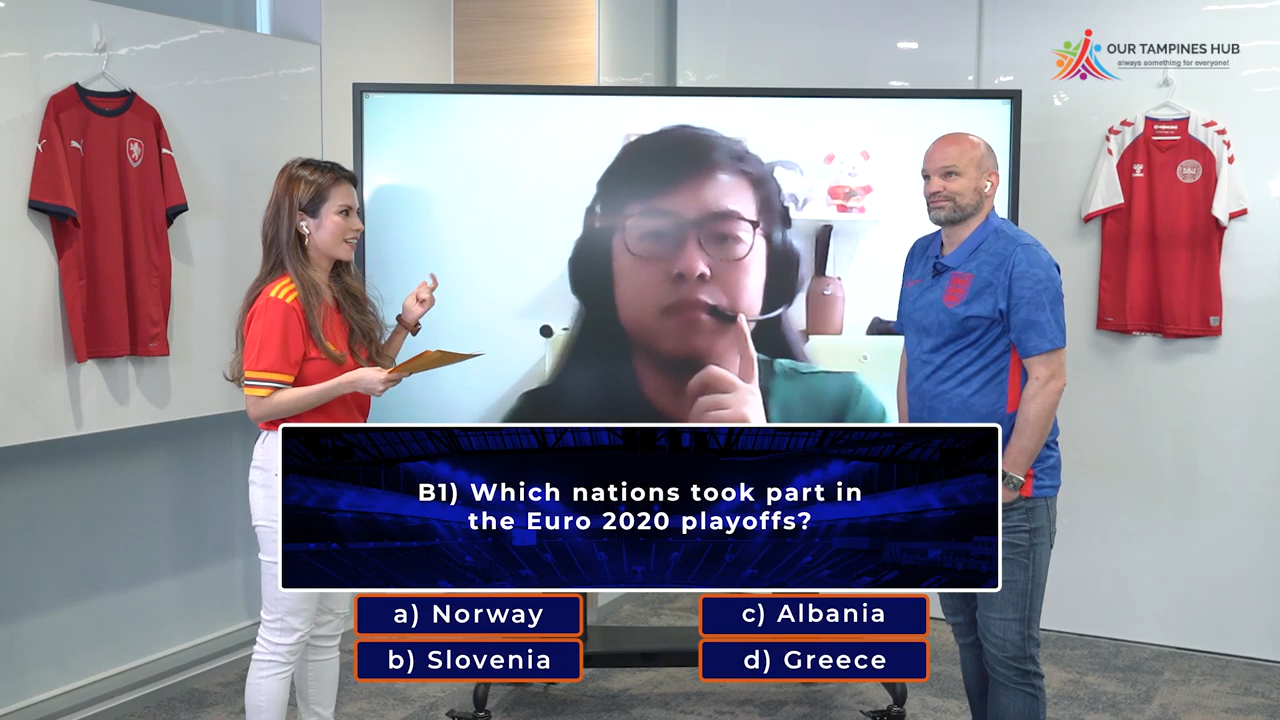 OUR TAMPINES HUB
always something for everyone!
B1) Which nations took part in
the Euro 2020 playoffs?
a) Norway
c) Albania
b) Slovenia
d) Greece